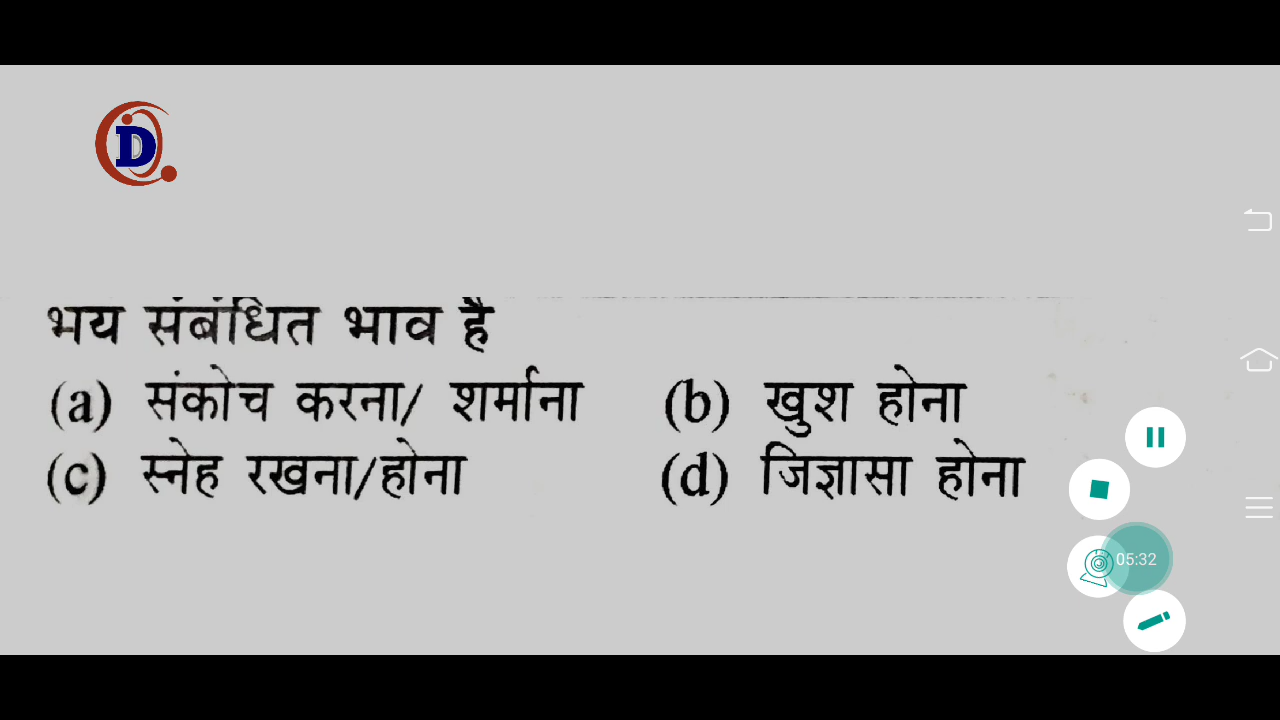 D
भय संबंधित भाव है
(a) संकोच करना/ शर्माना (b) खुश होना
(c) स्नेह रखना/होना (d) जिज्ञासा होना
05:32